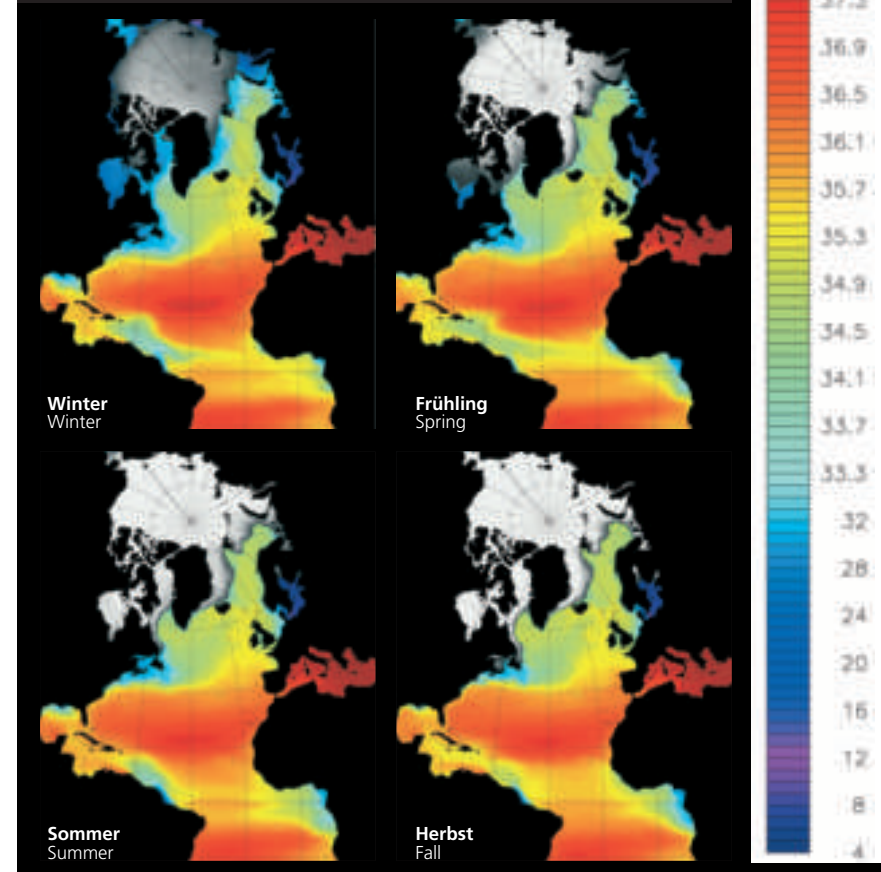 Winter
Winter
Frühling
Spring
Sommer
Summer
Herbst
Fall
36.9
36.5
36.1
35.7
35.3
34.9
34.5
34.1
33.7
33.3
32
28
24
20
16
12
8
4